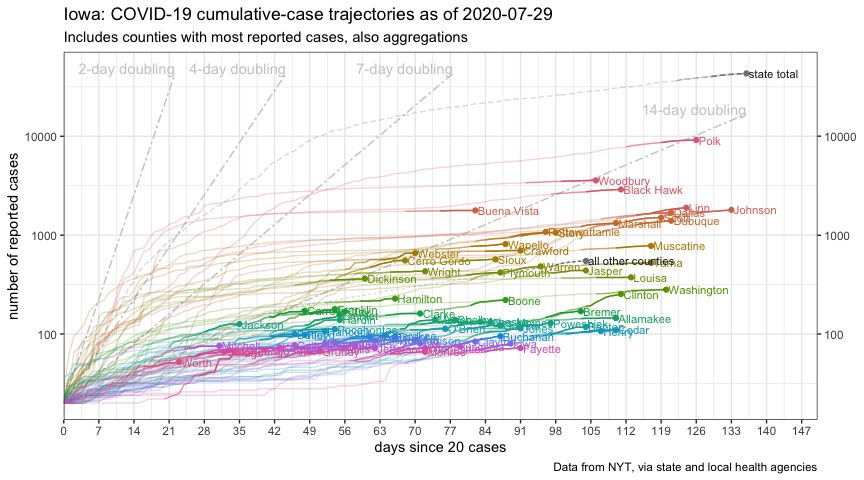 Iowa: COVID-19 cumulative-case trajectories as of 2020-07-29
Includes counties with most reported cases, also aggregations
2-day doubling 4-day doubling 7-day doubling
state total
14-day doubling
10000 10000
Polk
Woodbury
Black Hawk
Buena Vista
Linn
Johnson
Dallas
Dubuque
Marshall
1000 1000
Wapello
Muscatine
Crawford
Webster
Cerro Gordo
Sioux
all other counties
Warren
Wright
Plymouth
Jasper
Dickinson
Louisa
Washington
Hamilton
Clinton
Boone
Clarke
Bremer
Allamakee
Jackson
Hardin
100 100
Pocahontas
Henry
Buchanan
Fayette
Worth
number of reported cases
0 7 14 21 28 35 42 49 56 63 70 77 84 91 98 105 112 119 126 133 140 147
days since 20 cases
Data from NYT, via state and local health agencies